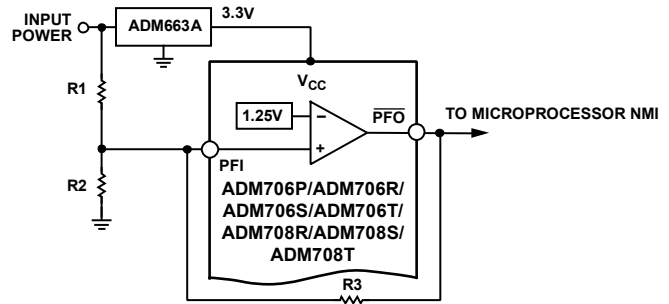 INPUT
POWER
ADM663A
3.3V
R1
VCC
1.25V
−
+
PFO
TO MICROPROCESSOR NMI
PFI
R2
ADM706P/ADM706R/
ADM706S/ADM706T/
ADM708R/ADM708S/
ADM708T
R3